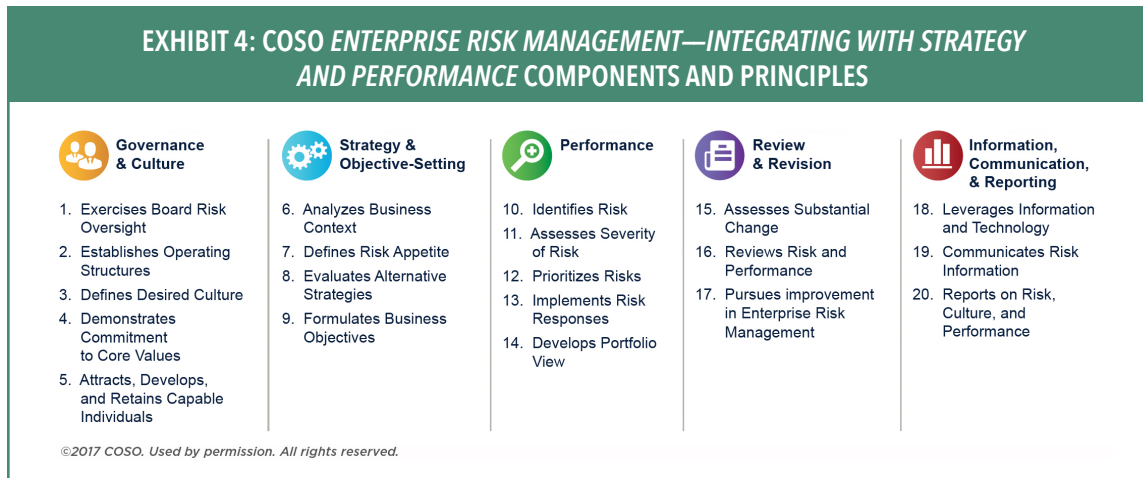 EXHIBIT 4: COSO ENTERPRISE RISK MANAGEMENT—INTEGRATING WITH STRATEGY
AND PERFORMANCE COMPONENTS AND PRINCIPLES
Governance
& Culture
1. Exercises Board Risk
Oversight
2. Establishes Operating
Structures
3. Defines Desired Culture
4. Demonstrates
Commitment
to Core Values
5. Attracts, Develops,
and Retains Capable
Individuals
Strategy &
Objective-Setting
6. Analyzes Business
Context
7. Defines Risk Appetite
8. Evaluates Alternative
Strategies
9. Formulates Business
Objectives
Performance
10. Identifies Risk
11. Assesses Severity
of Risk
12. Prioritizes Risks
13. Implements Risk
Responses
14. Develops Portfolio
View
Review
& Revision
15. Assesses Substantial
Change
16. Reviews Risk and
Performance
17. Pursues improvement
in Enterprise Risk
Management
Information,
Communication,
& Reporting
18. Leverages Information
and Technology
19. Communicates Risk
Information
20. Reports on Risk,
Culture, and
Performance
©2017 COSO. Used by permission. All rights reserved.